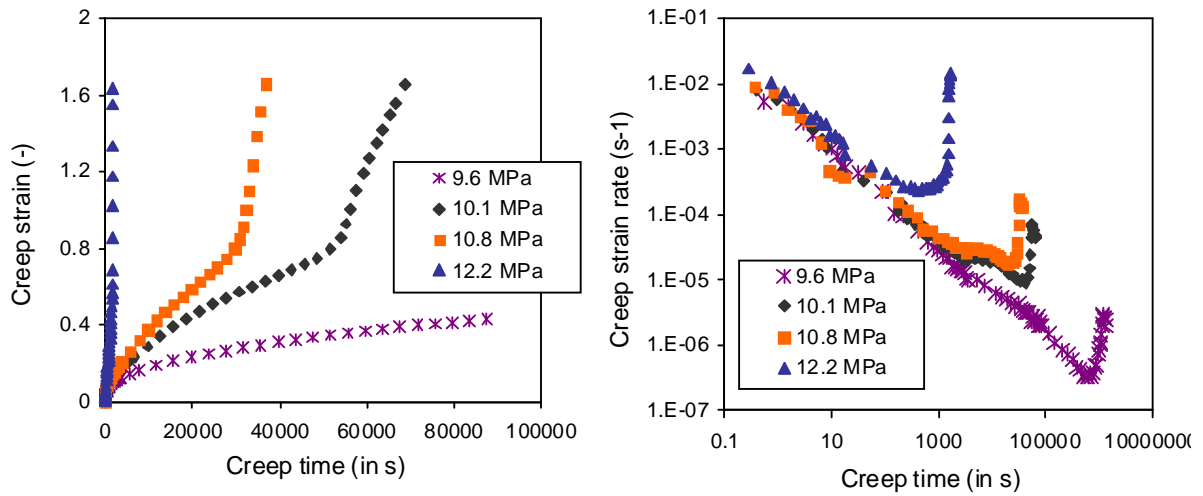 2
1.6
1.2
0.8
0.4
0
Creep strain (-)
0 20000 40000 60000 80000 100000
Creep time (in s)
9.6 MPa
10.1 MPa
10.8 MPa
12.2 MPa
1.E-01
1.E-02
1.E-03
1.E-04
1.E-05
1.E-06
1.E-07
Creep strain rate (s-1)
0.1 10 1000 100000 10000000
Creep time (in s)
9.6 MPa
10.1 MPa
10.8 MPa
12.2 MPa